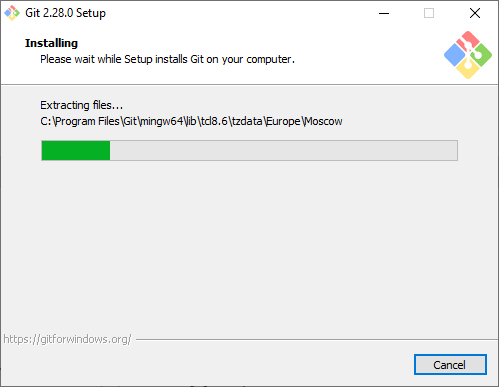 Git 2.28.0 Setup
Installing
Please wait while Setup installs Git on your computer.
Extracting files...
C:\Program Files\Git\mingw64\lib\tcl8.6\tzdata\Europe\Moscow
https://gitforwindows.org/
Cancel